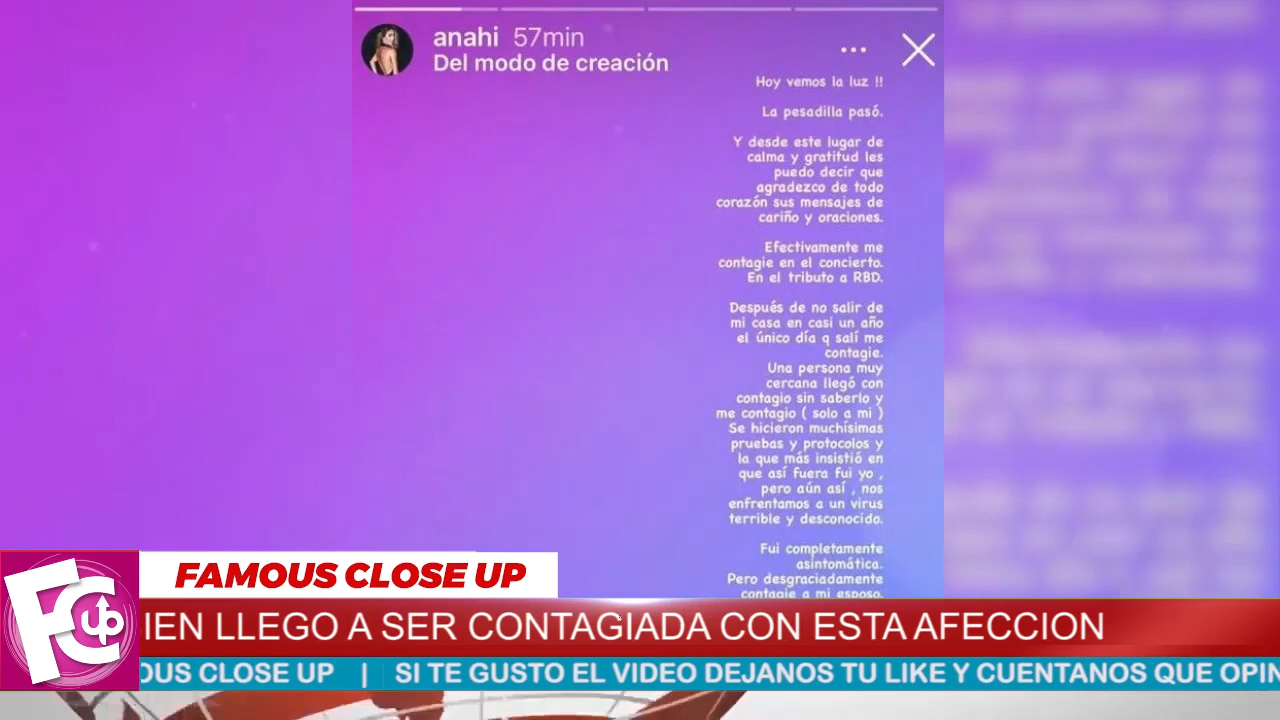 anahi 57min
Del modo de creación
Hoy vemos la luz !!
La pesadilla pasó.
Y desde este lugar de
calma y gratitud les
puedo decir que
agradezco de todo
corazón sus mensajes de
cariño y oraciones.
Efectivamente me
contagie en el concierto.
En el tributo a RBD.
Después de no salir de
mi casa en casi un año
el único día q salí me
contagie.
Una persona muy
cercana llegó con
contagio sin saberlo y
me contagio ( solo a mi )
Se hicieron muchísimas
pruebas y protocolos y
la que más insistió en
que así fuera fui yo ,
pero aún así , nos
enfrentamos a un virus
terrible y desconocido.
Fui completamente
asintomática.
Pero desgraciadamente
contagie a mi esposo.
FAMOUS CLOSE UP
FC UP
IEN LLEGO A SER CONTAGIADA CON ESTA AFECCION
OUS CLOSE UP | SI TE GUSTO EL VIDEO DEJANOS TU LIKE Y CUENTANOS QUE OPIN